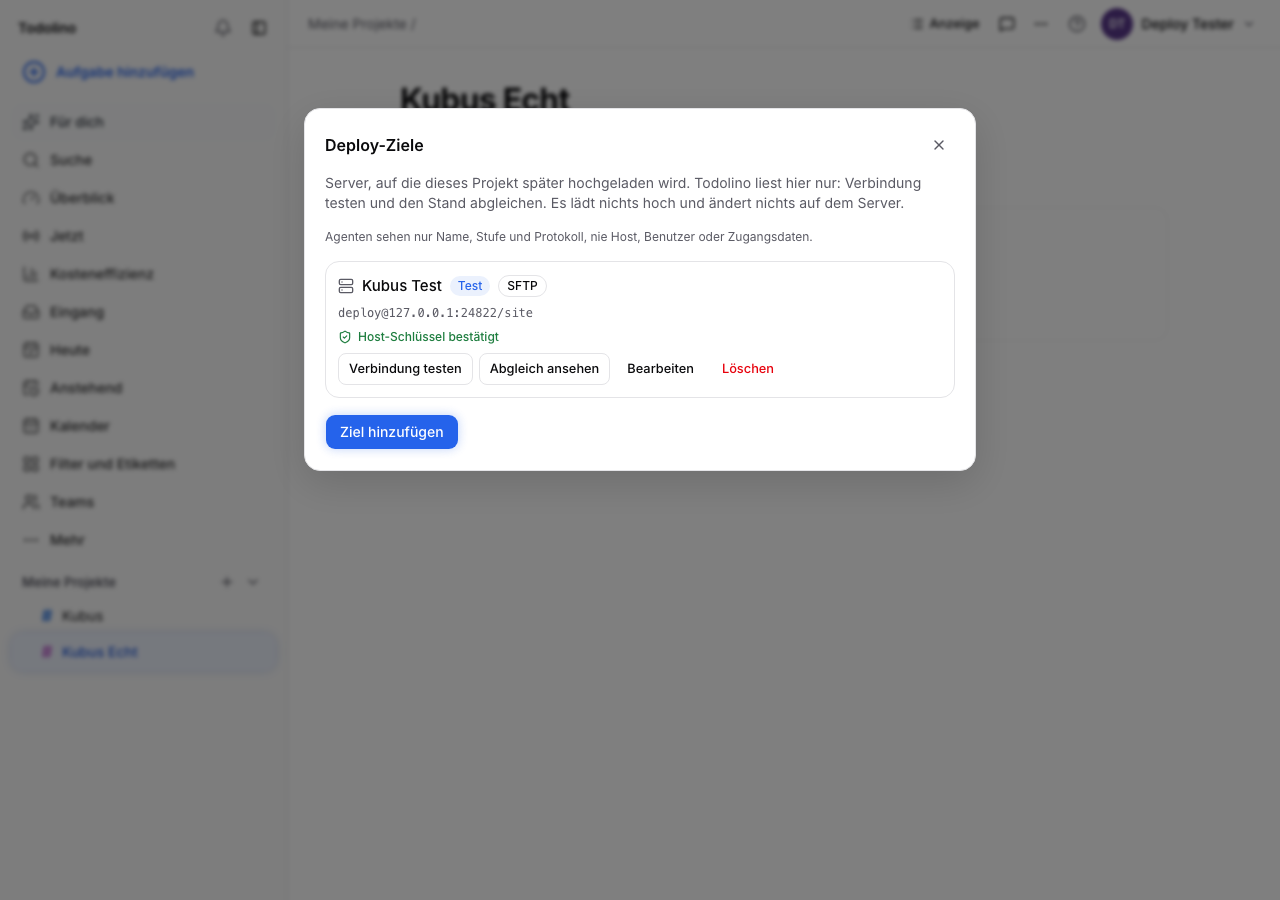 Todolino
Aufgabe hinzufügen
Für dich
Suche
Überblick
Jetzt
Kosteneffizienz
Eingang
Heute
Anstehend
Kalender
Filter und Etiketten
Teams
Mehr
Meine Projekte
# Kubus
# Kubus Echt
Meine Projekte /
Anzeige
DT
Deploy Tester
Kubus Echt
Deploy-Ziele
Server, auf die dieses Projekt später hochgeladen wird. Todolino liest hier nur: Verbindung
testen und den Stand abgleichen. Es lädt nichts hoch und ändert nichts auf dem Server.
Agenten sehen nur Name, Stufe und Protokoll, nie Host, Benutzer oder Zugangsdaten.
Kubus Test Test SFTP
deploy@127.0.0.1:24822/site
Host-Schlüssel bestätigt
Verbindung testen Abgleich ansehen Bearbeiten Löschen
Ziel hinzufügen